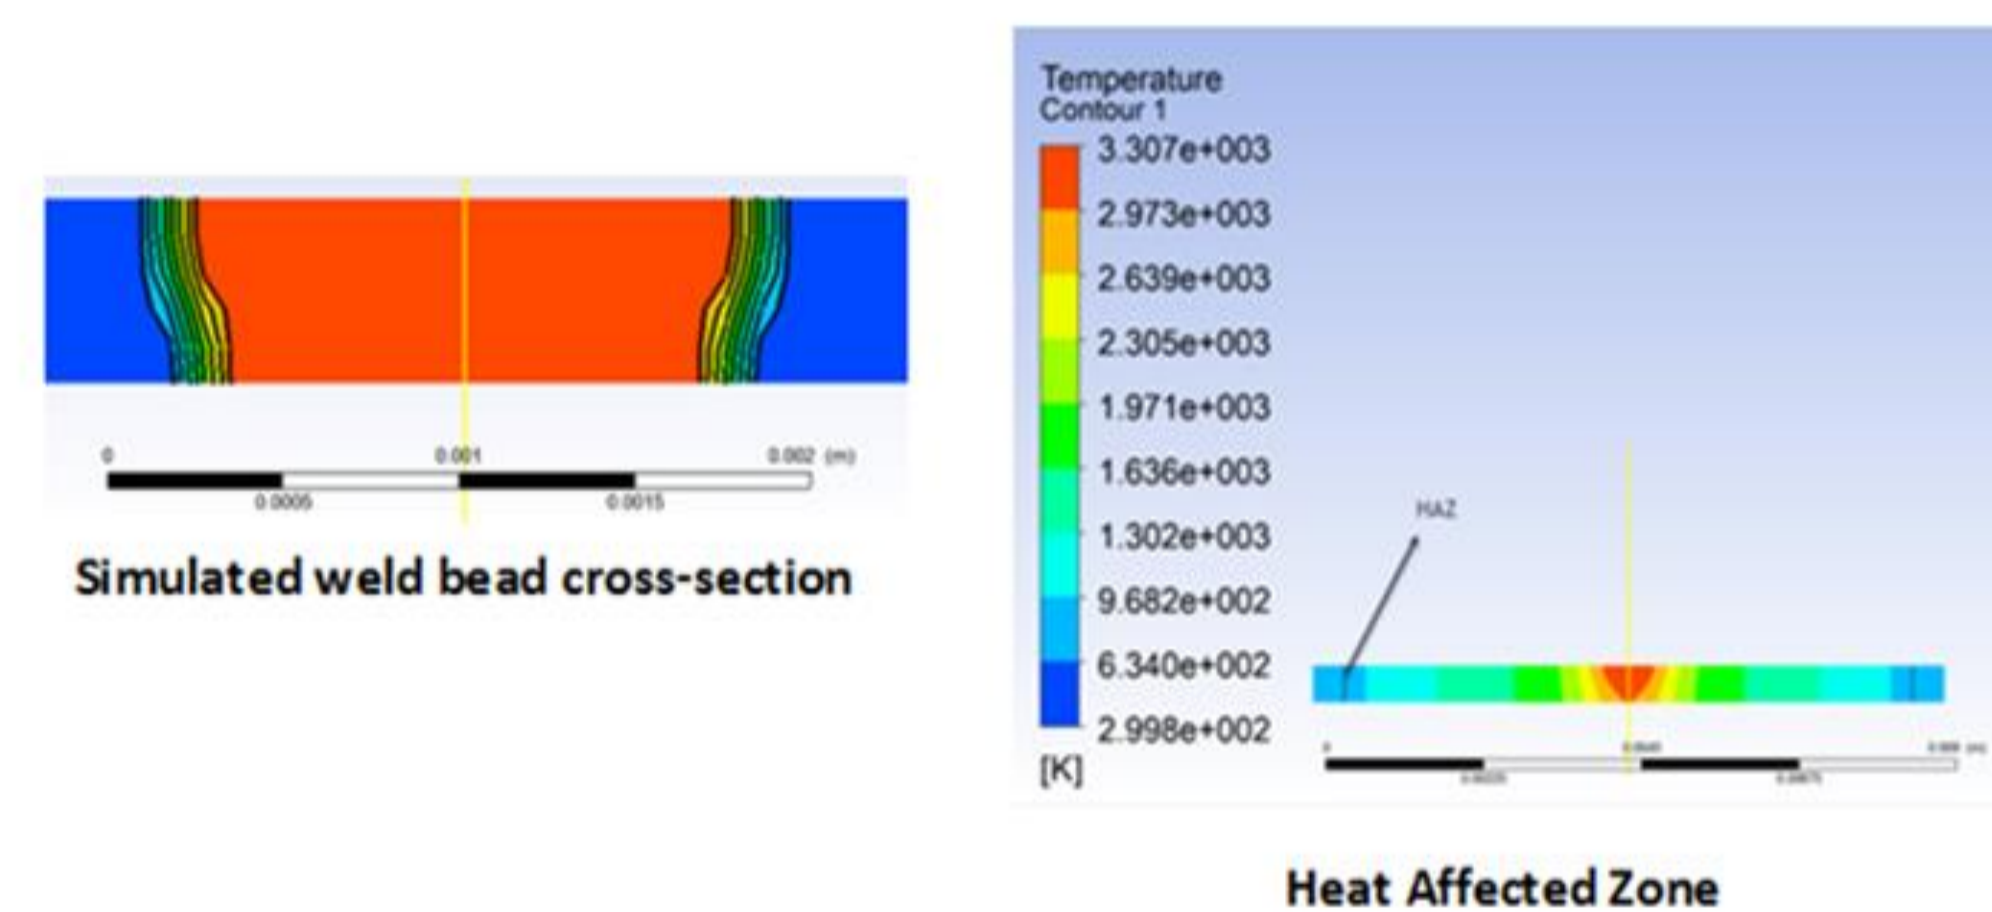 0
0.001
0.002 (m)
0.0005
0.0015
Simulated weld bead cross-section
Temperature
Contour 1
3.307e+003
2.973e+003
2.639e+003
2.305e+003
1.971e+003
1.636e+003
1.302e+003
9.682e+002
6.340e+002
2.998e+002
[K]
HAZ
Heat Affected Zone